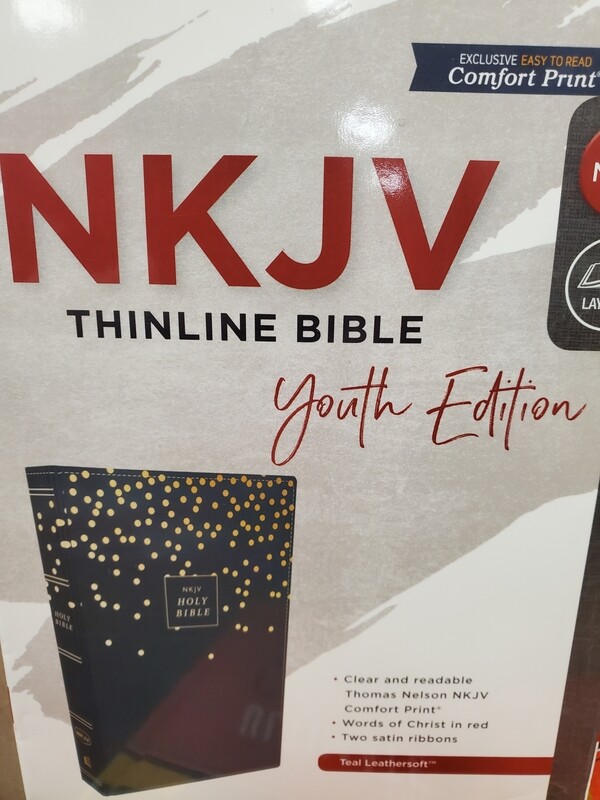 EXCLUSIVE EASY TO READ
Comfort Print®
NKJV
THINLINE BIBLE
Youth Edition
NKJV
HOLY
BIBLE
HOLY
BIBLE
• Clear and readable
Thomas Nelson NKJV
Comfort Print®
• Words of Christ in red
• Two satin ribbons
Teal Leathersoft™